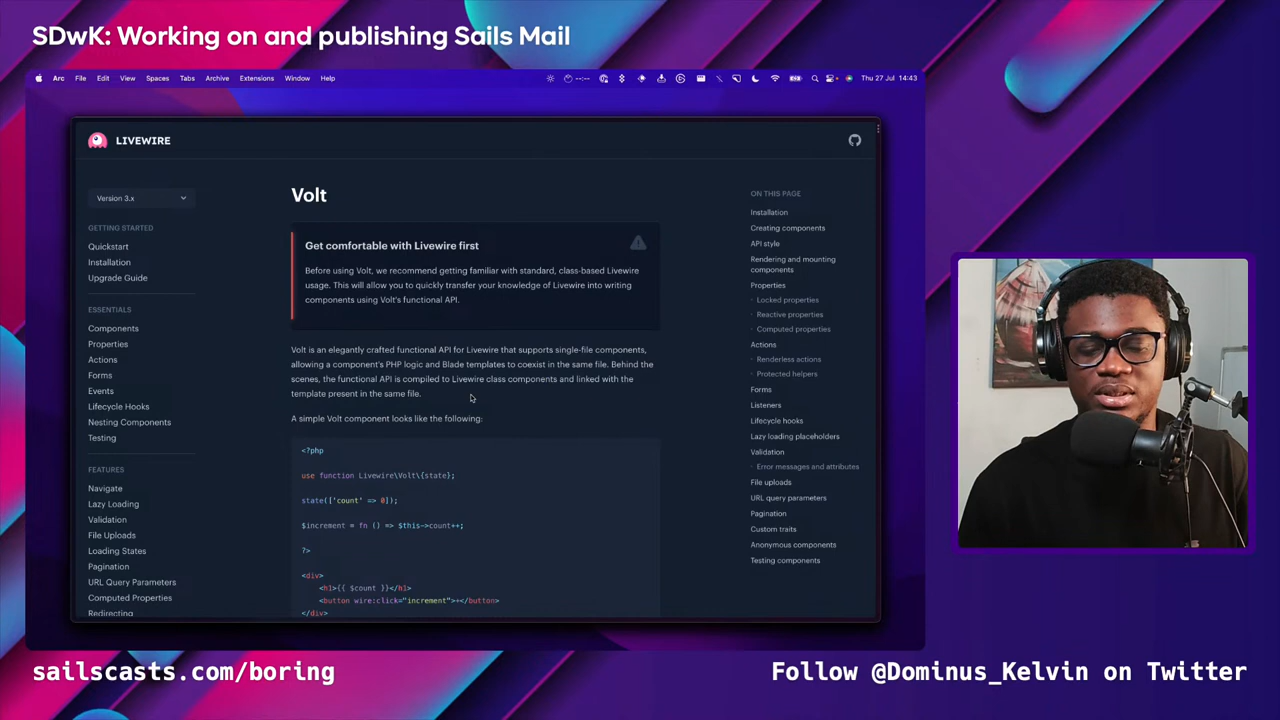 SDwK: Working on and publishing Sails Mail
Arc File Edit View Spaces Tabs Archive Extensions Window Help
Thu 27 Jul 14:43
LIVEWIRE
Version 3.x
GETTING STARTED
Quickstart
Installation
Upgrade Guide
ESSENTIALS
Components
Properties
Actions
Forms
Events
Lifecycle Hooks
Nesting Components
Testing
FEATURES
Navigate
Lazy Loading
Validation
File Uploads
Loading States
Pagination
URL Query Parameters
Computed Properties
Redirecting
Volt
Get comfortable with Livewire first
Before using Volt, we recommend getting familiar with standard, class-based Livewire
usage. This will allow you to quickly transfer your knowledge of Livewire into writing
components using Volt's functional API.
Volt is an elegantly crafted functional API for Livewire that supports single-file components,
allowing a component's PHP logic and Blade templates to coexist in the same file. Behind the
scenes, the functional API is compiled to Livewire class components and linked with the
template present in the same file.
A simple Volt component looks like the following:
<?php
use function Livewire\Volt\{state};
state(['count' => 0]);
$increment = fn () => $this->count++;
?>
<div>
<h1>{{ $count }}</h1>
<button wire:click="increment">+</button>
</div>
ON THIS PAGE
Installation
Creating components
API style
Rendering and mounting
components
Properties
Locked properties
Reactive properties
Computed properties
Actions
Renderless actions
Protected helpers
Forms
Listeners
Lifecycle hooks
Lazy loading placeholders
Validation
Error messages and attributes
File uploads
URL query parameters
Pagination
Custom traits
Anonymous components
Testing components
sailscasts.com/boring
Follow @Dominus_Kelvin on Twitter